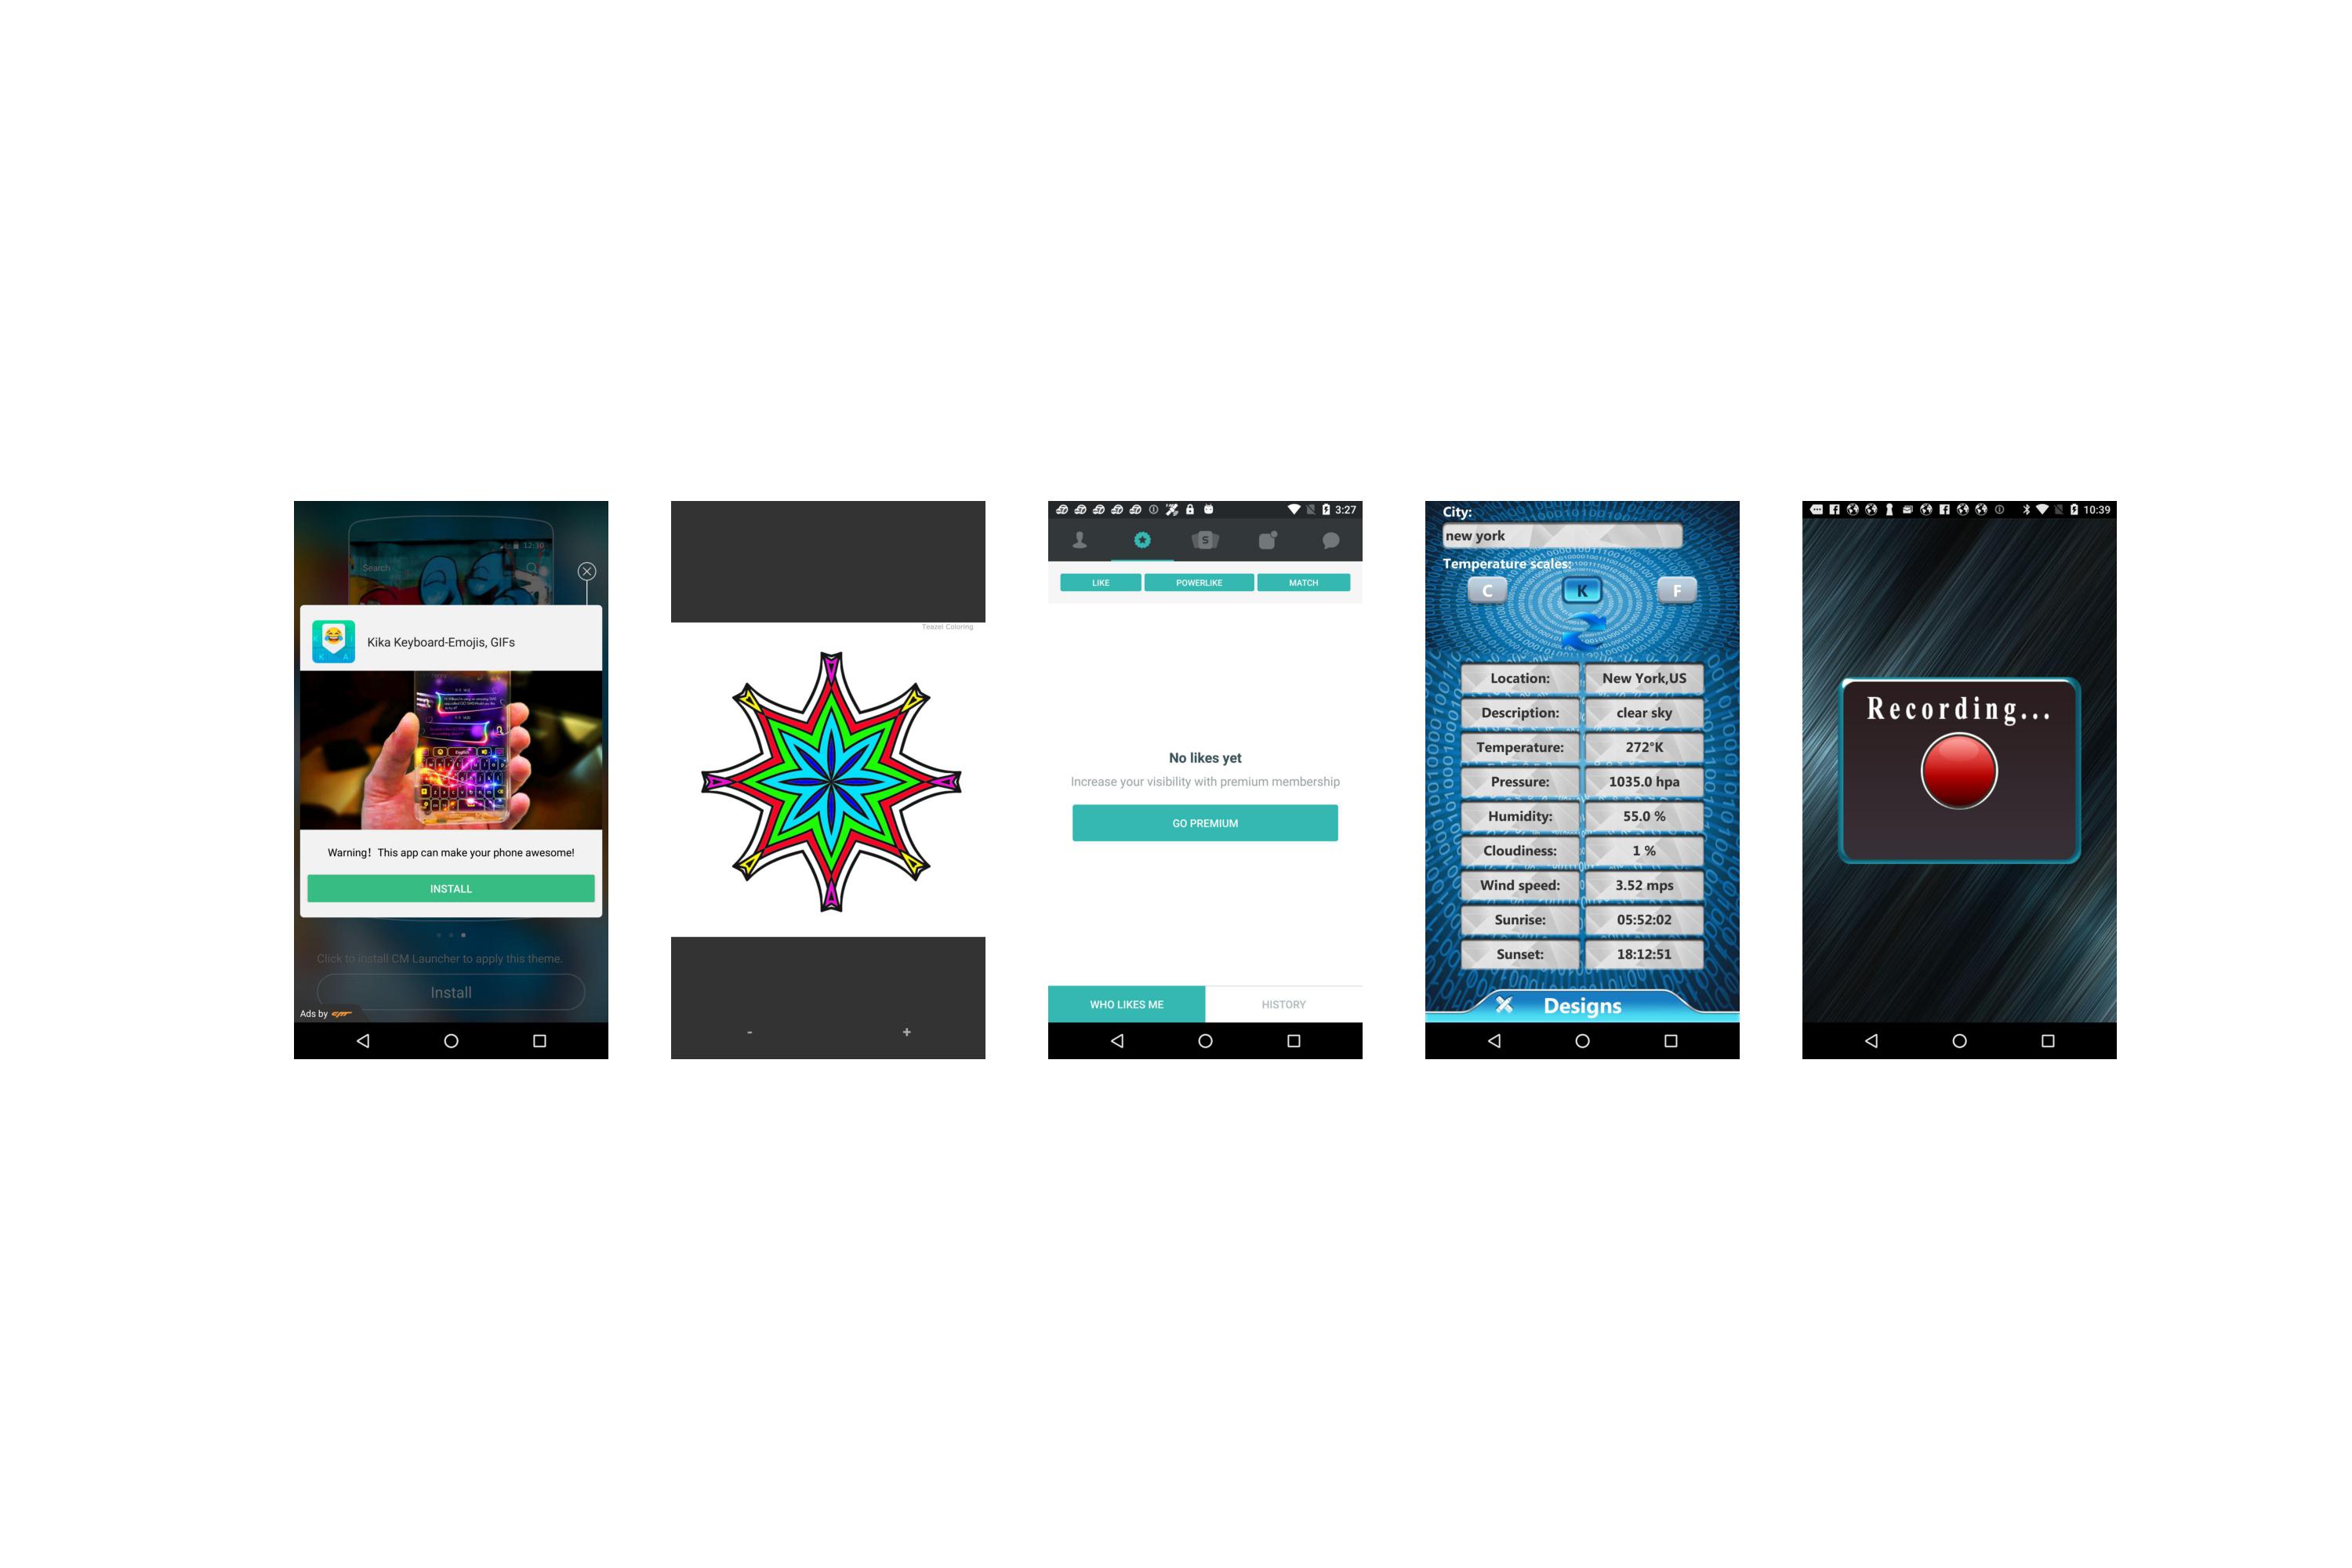 12:30
Search
Kika Keyboard-Emojis, GIFs
K A
Warning! This app can make your phone awesome!
INSTALL
Click to install CM Launcher to apply this theme.
Install
Ads by cm
Teazel Coloring
- +
3:27
S
LIKE POWERLIKE MATCH
No likes yet
Increase your visibility with premium membership
GO PREMIUM
WHO LIKES ME HISTORY
City:
new york
Temperature scales:
C K F
Location: New York,US
Description: clear sky
Temperature: 272°K
Pressure: 1035.0 hpa
Humidity: 55.0 %
Cloudiness: 1 %
Wind speed: 3.52 mps
Sunrise: 05:52:02
Sunset: 18:12:51
Designs
10:39
Recording...